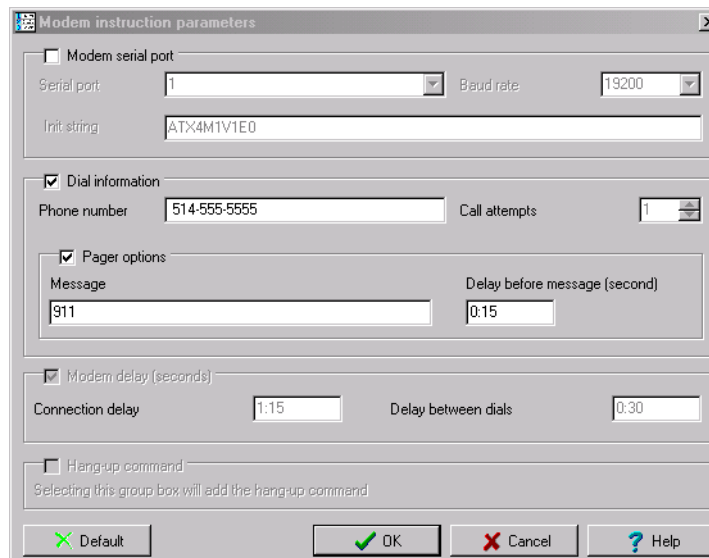 Modem instruction parameters
Modem serial port
Serial port 1 Baud rate 19200
Init string ATX4M1V1E0
Dial information
Phone number 514-555-5555 Call attempts 1
Pager options
Message Delay before message (second)
911 0:15
Modem delay (seconds)
Connection delay 1:15 Delay between dials 0:30
Hang-up command
Selecting this group box will add the hang-up command
Default OK Cancel Help